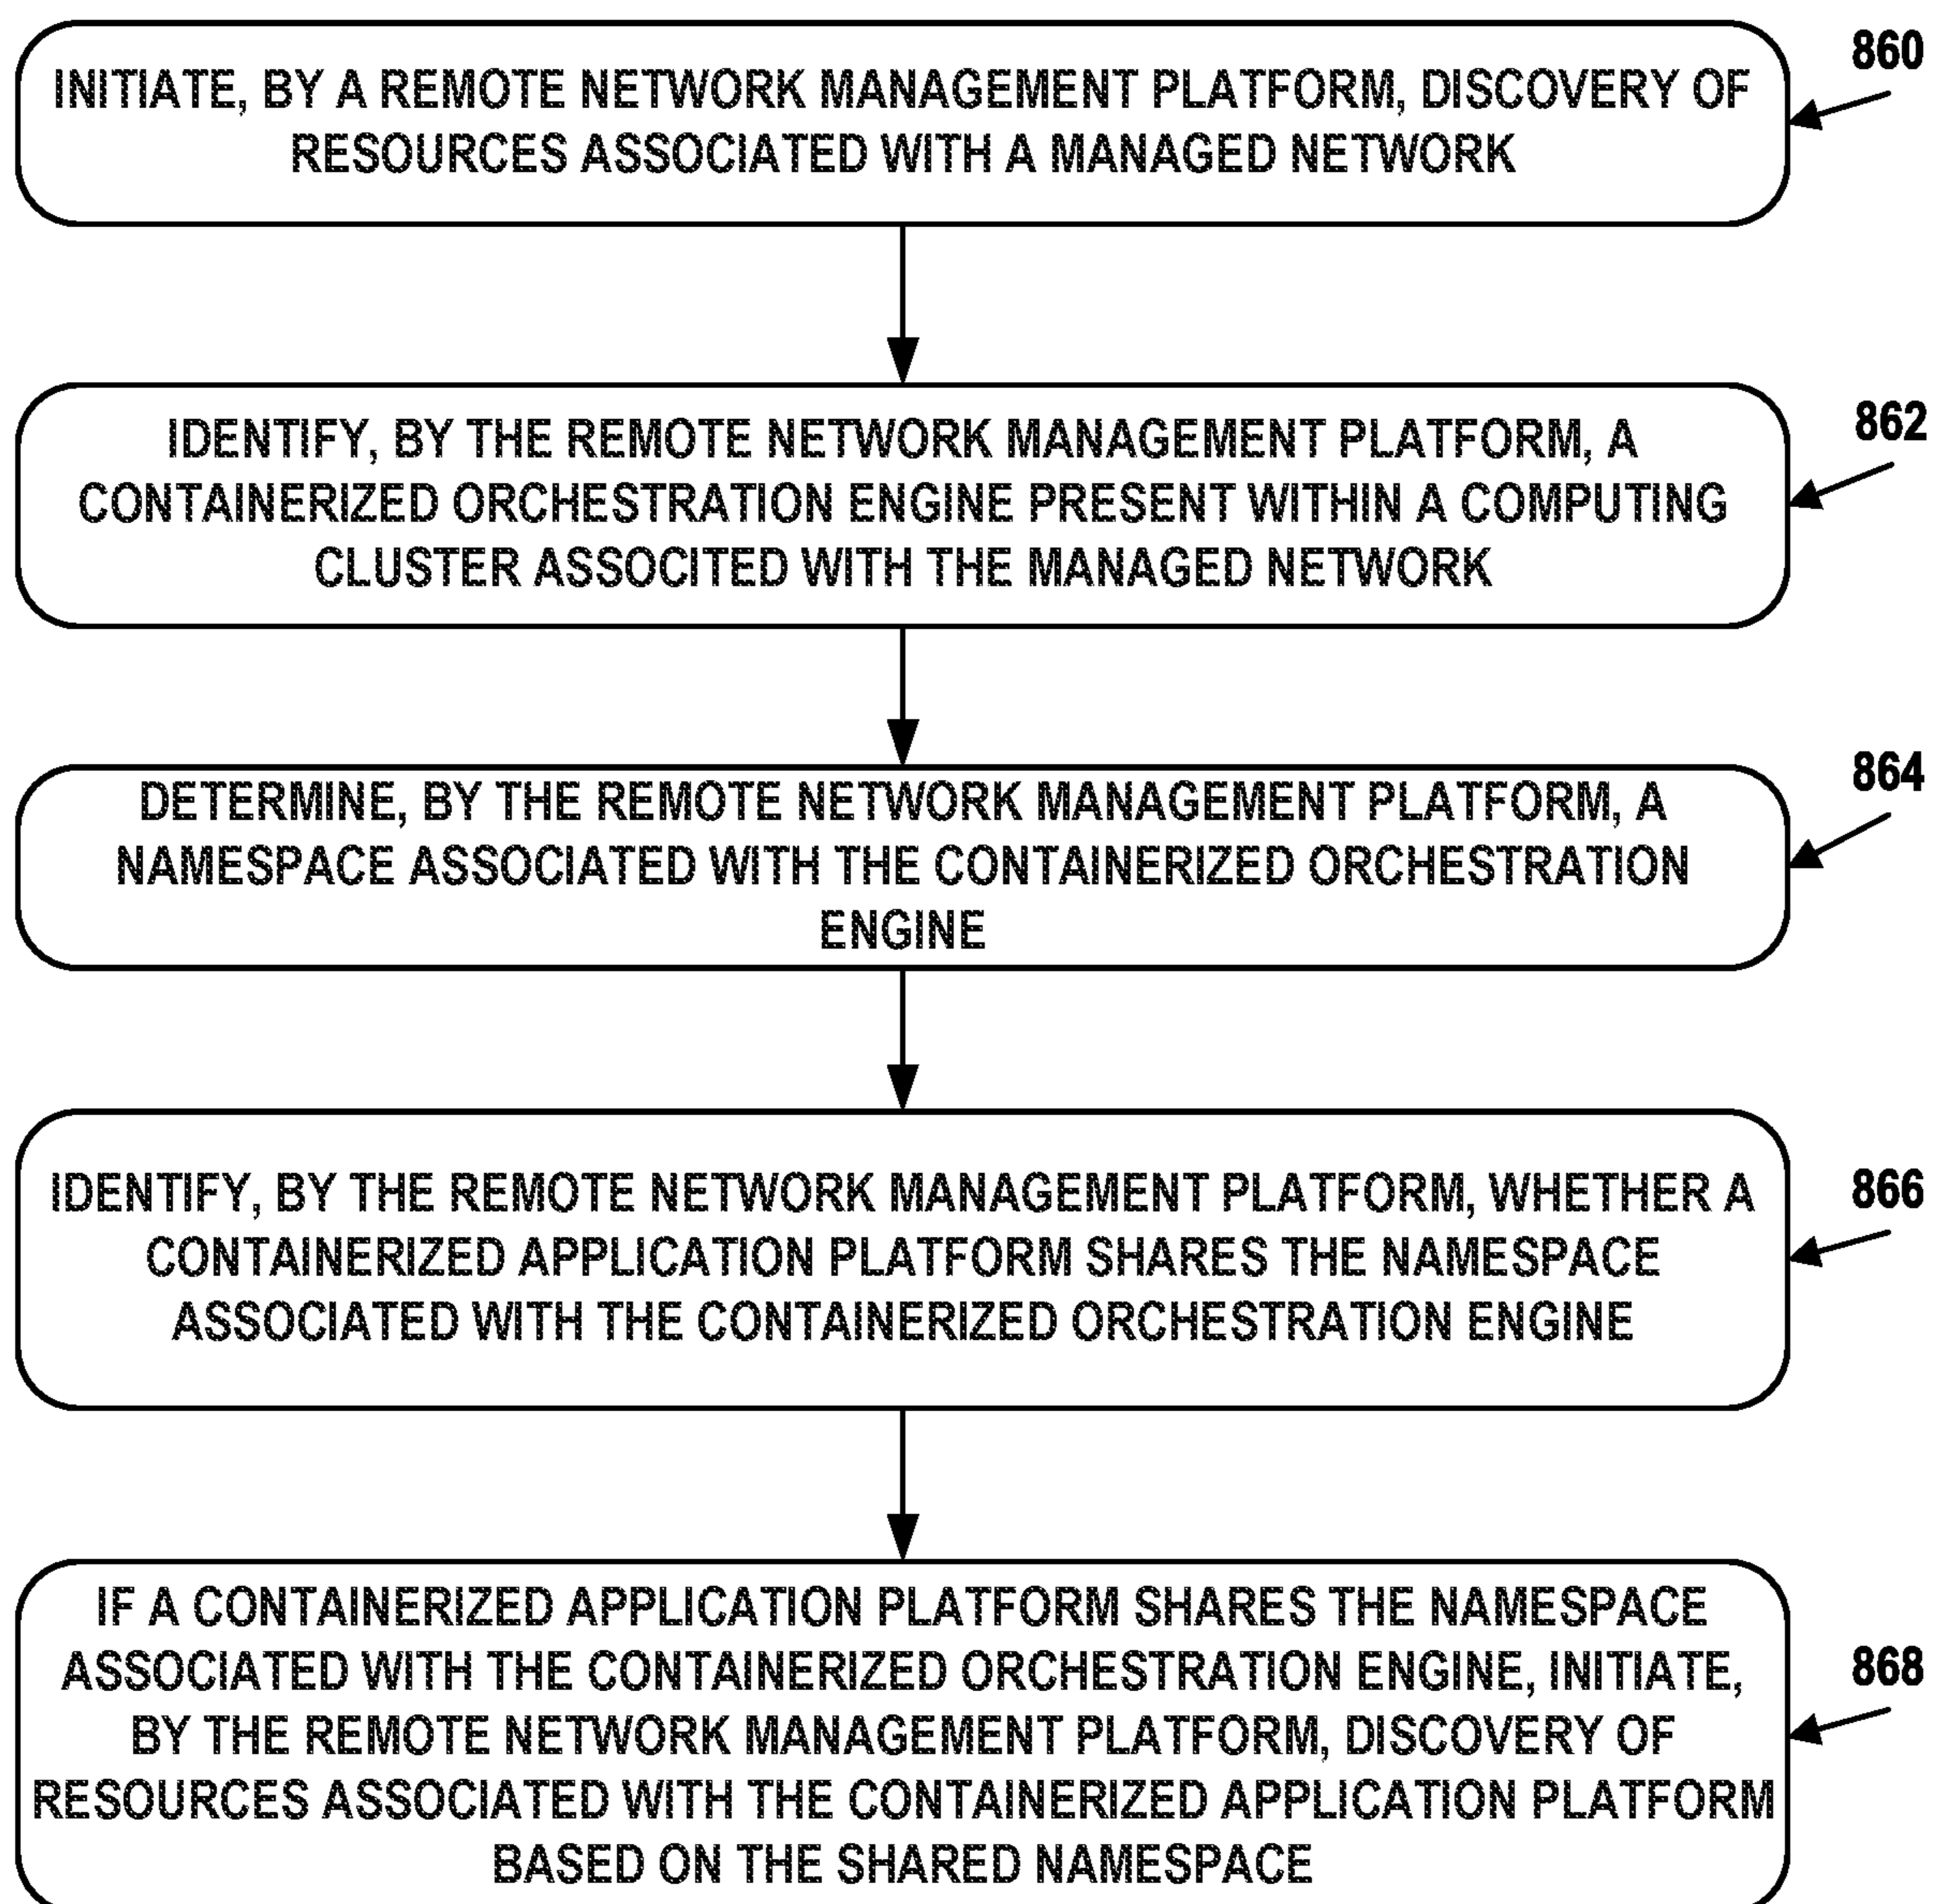 INITIATE, BY A REMOTE NETWORK MANAGEMENT PLATFORM, DISCOVERY OF
RESOURCES ASSOCIATED WITH A MANAGED NETWORK
860
IDENTIFY, BY THE REMOTE NETWORK MANAGEMENT PLATFORM, A
CONTAINERIZED ORCHESTRATION ENGINE PRESENT WITHIN A COMPUTING
CLUSTER ASSOCITED WITH THE MANAGED NETWORK
862
DETERMINE, BY THE REMOTE NETWORK MANAGEMENT PLATFORM, A
NAMESPACE ASSOCIATED WITH THE CONTAINERIZED ORCHESTRATION
ENGINE
864
IDENTIFY, BY THE REMOTE NETWORK MANAGEMENT PLATFORM, WHETHER A
CONTAINERIZED APPLICATION PLATFORM SHARES THE NAMESPACE
ASSOCIATED WITH THE CONTAINERIZED ORCHESTRATION ENGINE
866
IF A CONTAINERIZED APPLICATION PLATFORM SHARES THE NAMESPACE
ASSOCIATED WITH THE CONTAINERIZED ORCHESTRATION ENGINE, INITIATE,
BY THE REMOTE NETWORK MANAGEMENT PLATFORM, DISCOVERY OF
RESOURCES ASSOCIATED WITH THE CONTAINERIZED APPLICATION PLATFORM
BASED ON THE SHARED NAMESPACE
868